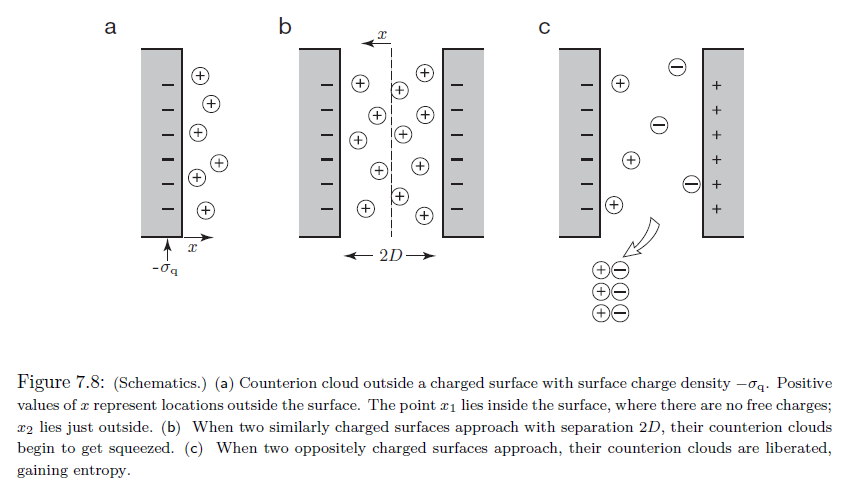 a
b
c
x
− − − − − −
+ + + + + +
− − − − − −
+ + + + + + + + + + + + + + +
− − − − − −
− − − − − −
+ + +
− − −
+ + + + + +
x
−σq
2D
+ −
+ −
+ −
Figure 7.8: (Schematics.) (a) Counterion cloud outside a charged surface with surface charge density −σq. Positive
values of x represent locations outside the surface. The point x1 lies inside the surface, where there are no free charges;
x2 lies just outside. (b) When two similarly charged surfaces approach with separation 2D, their counterion clouds
begin to get squeezed. (c) When two oppositely charged surfaces approach, their counterion clouds are liberated,
gaining entropy.